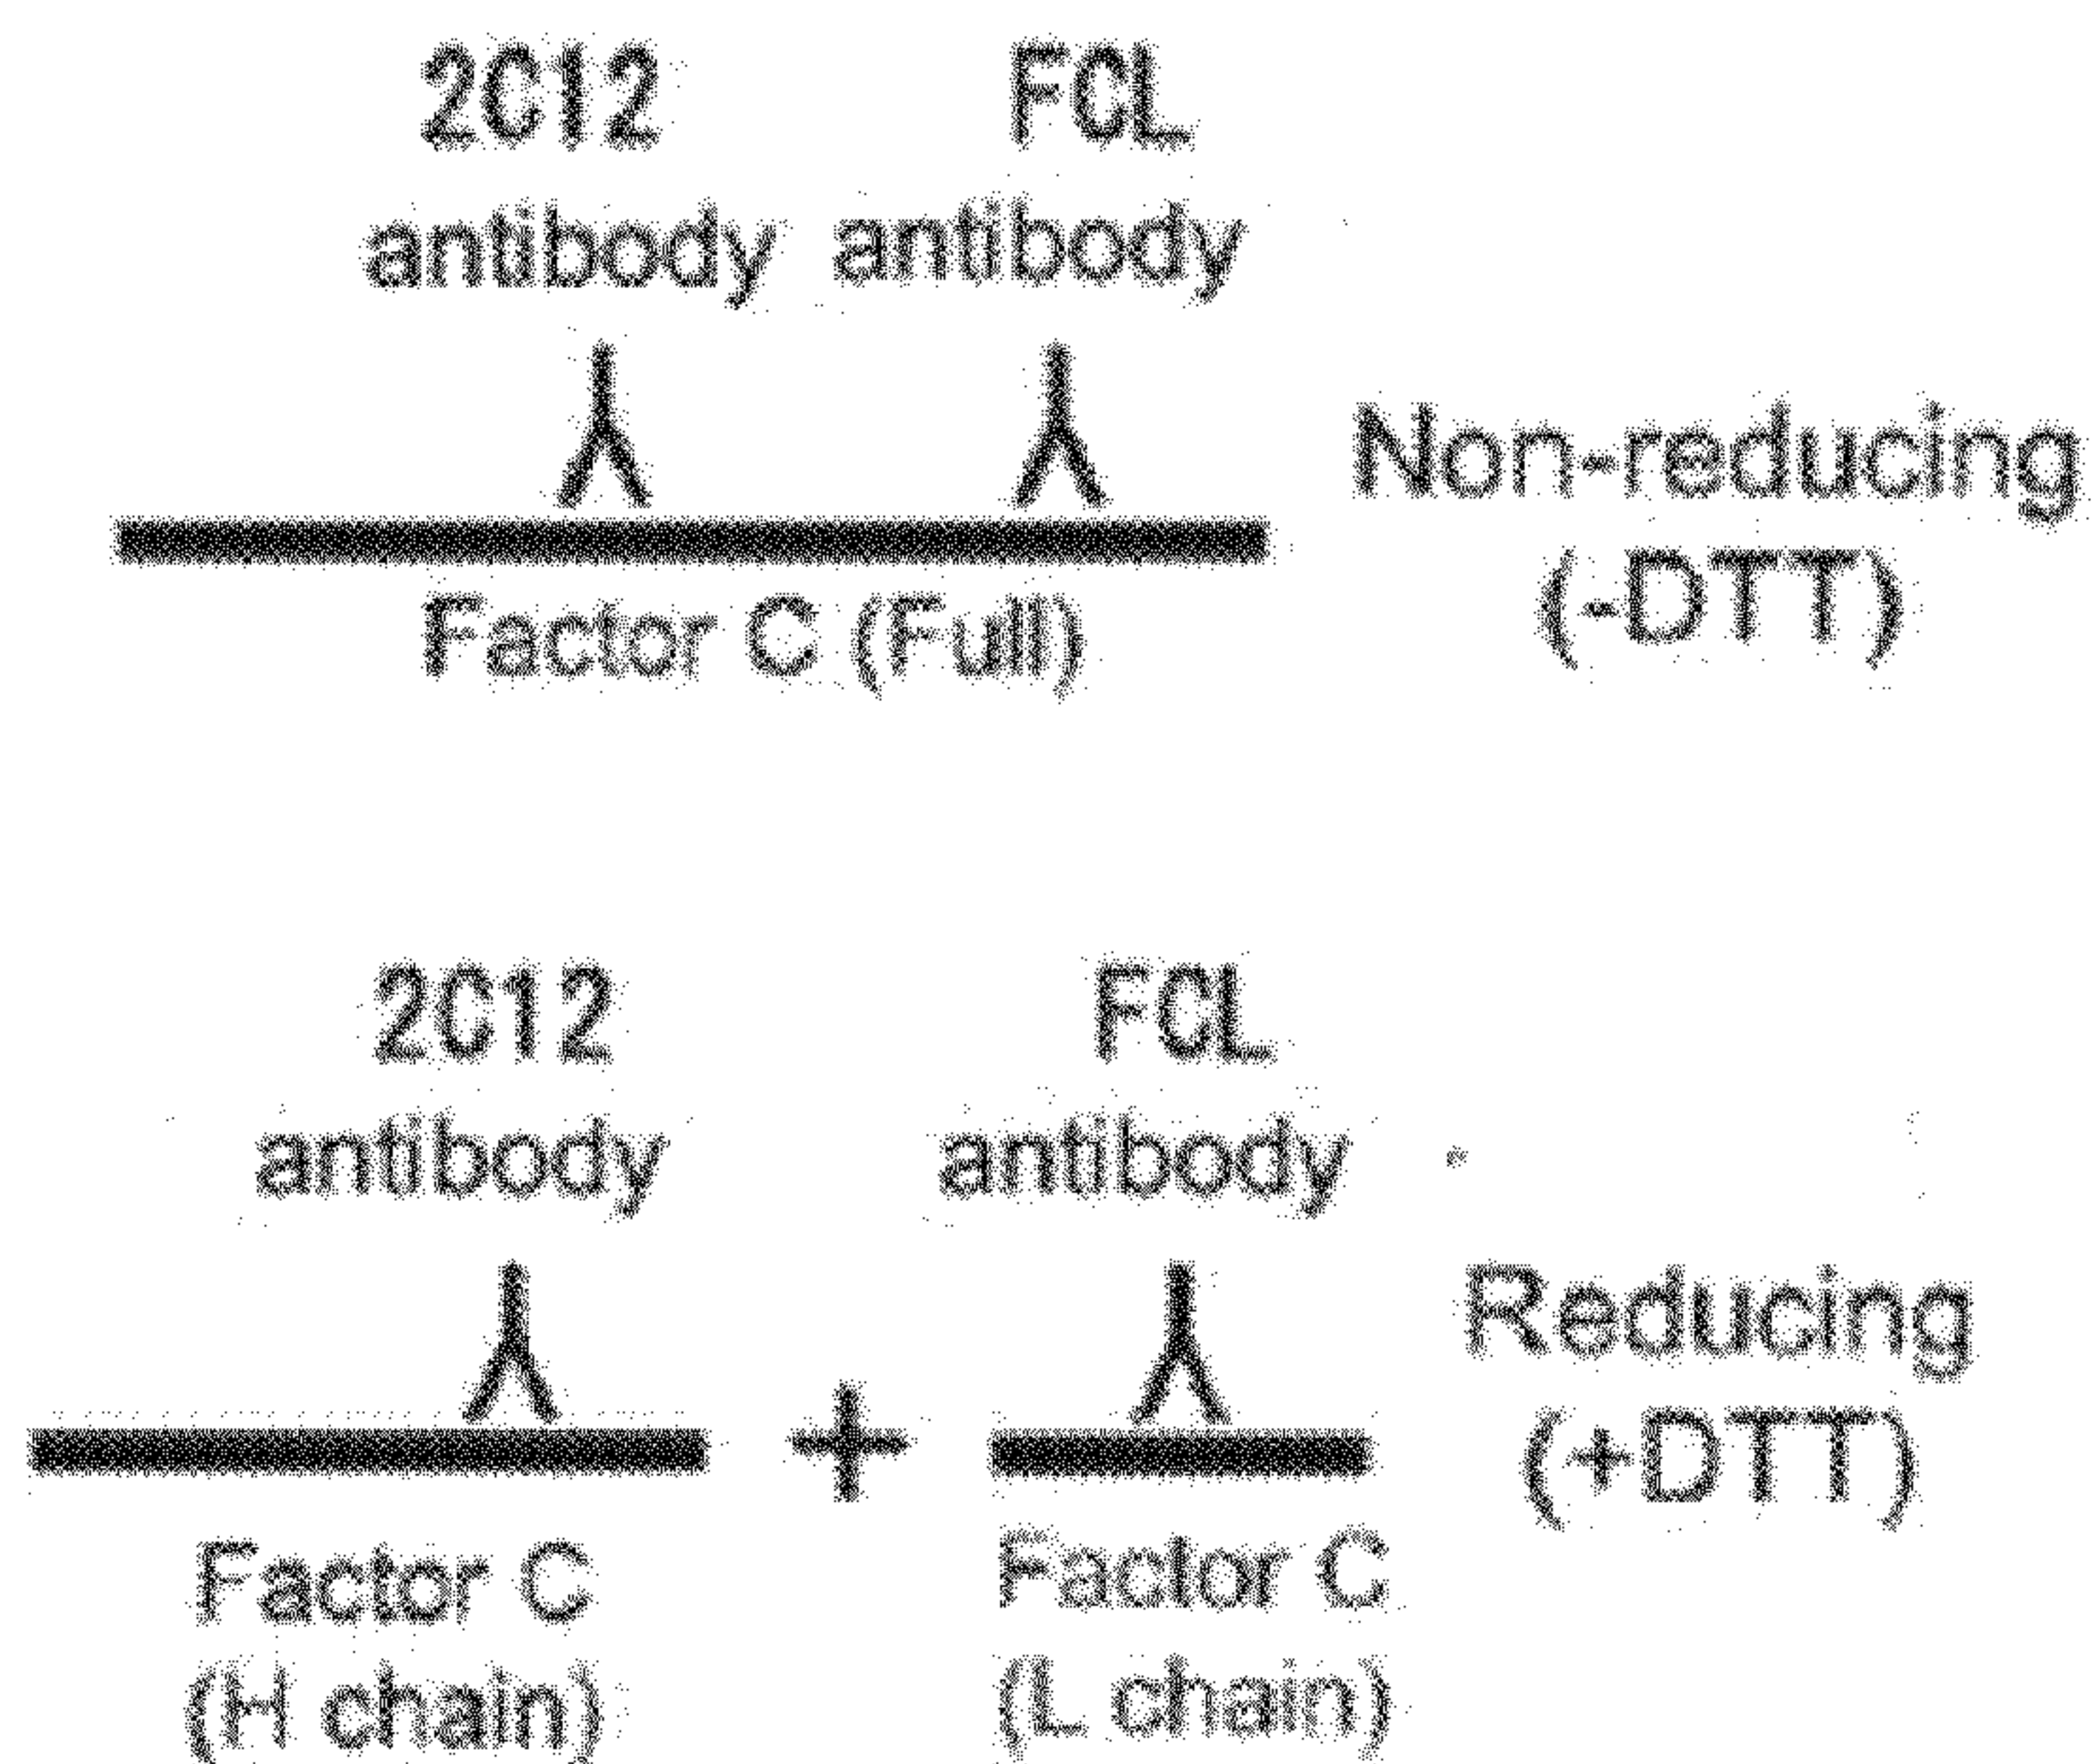 2C12 FCL
antibody antibody
Non-reducing
(-DTT)
Factor C (Full)
2C12 FCL
antibody antibody
Reducing
+ (+DTT)
Factor C Factor C
(H chain) (L chain)